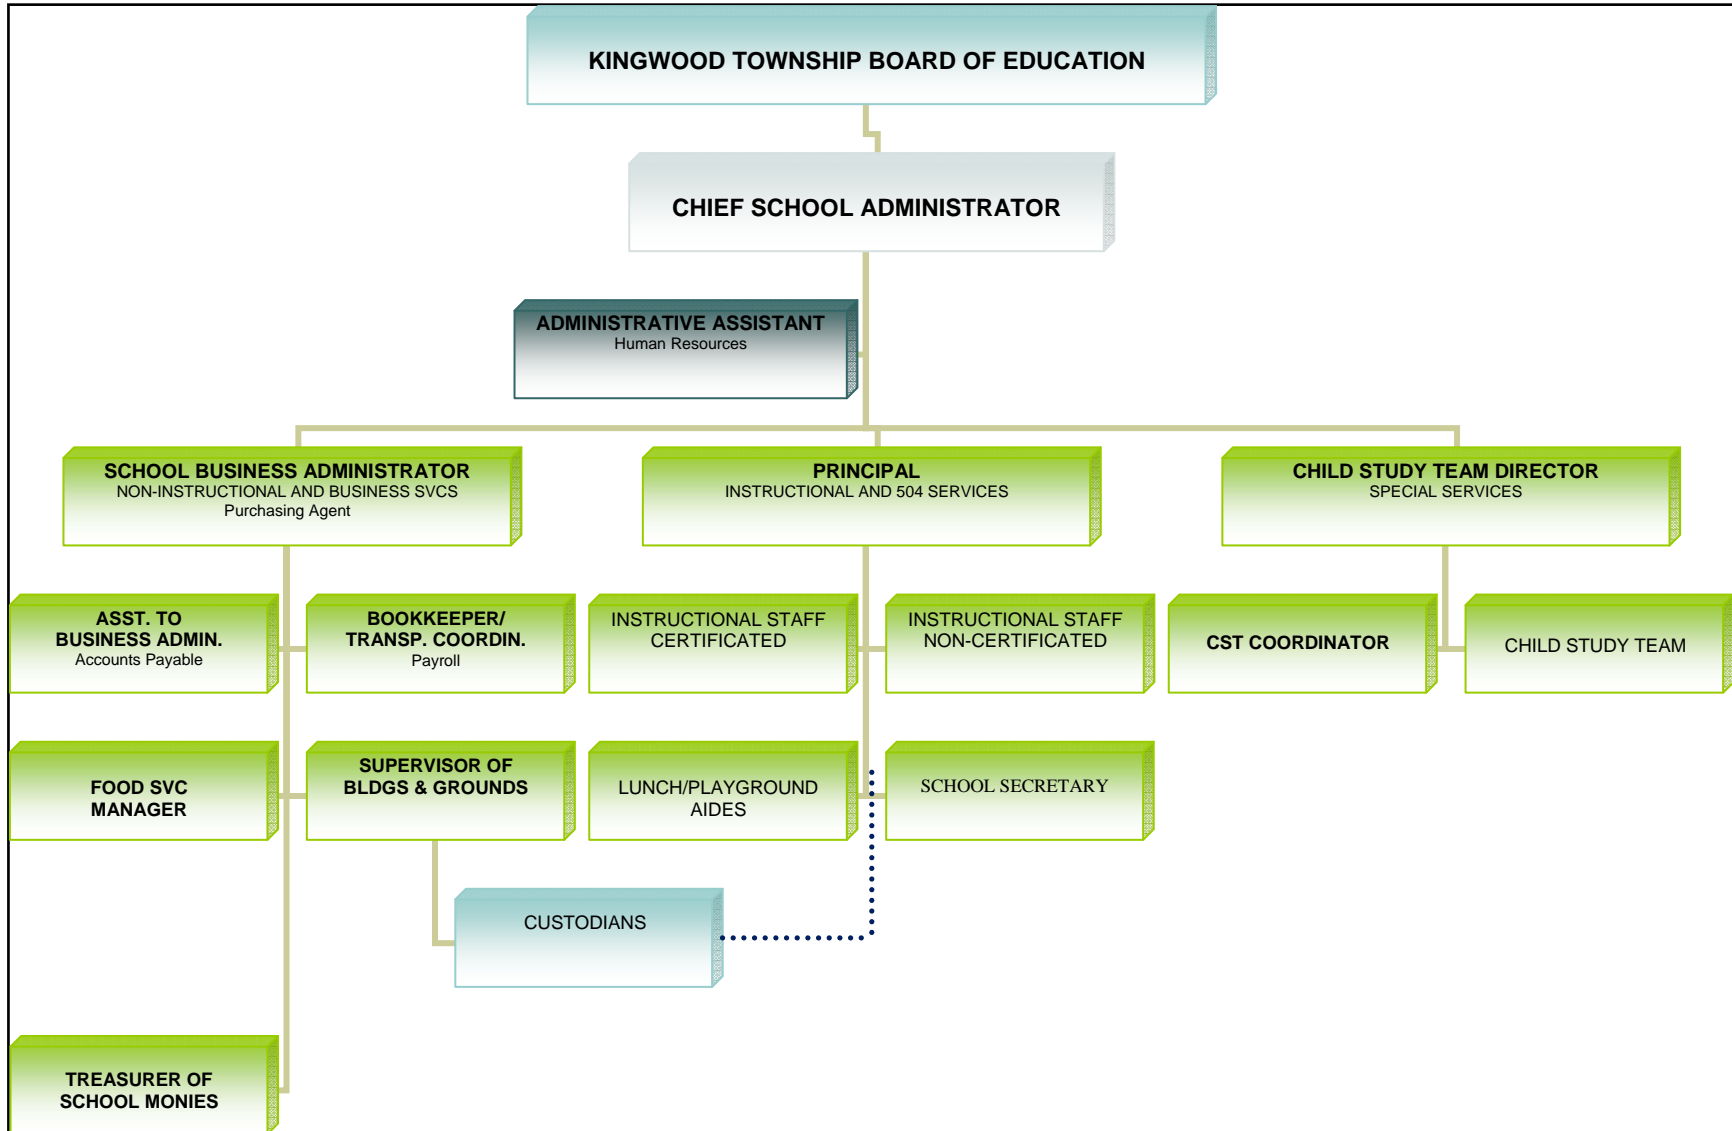 KINGWOOD TOWNSHIP BOARD OF EDUCATION
CHIEF SCHOOL ADMINISTRATOR
ADMINISTRATIVE ASSISTANT
Human Resources
SCHOOL BUSINESS ADMINISTRATOR
NON-INSTRUCTIONAL AND BUSINESS SVCS
Purchasing Agent
PRINCIPAL
INSTRUCTIONAL AND 504 SERVICES
CHILD STUDY TEAM DIRECTOR
SPECIAL SERVICES
ASST. TO
BUSINESS ADMIN.
Accounts Payable
BOOKKEEPER/
TRANSP. COORDIN.
Payroll
INSTRUCTIONAL STAFF
CERTIFICATED
INSTRUCTIONAL STAFF
NON-CERTIFICATED
CST COORDINATOR
CHILD STUDY TEAM
FOOD SVC
MANAGER
SUPERVISOR OF
BLDGS & GROUNDS
LUNCH/PLAYGROUND
AIDES
SCHOOL SECRETARY
CUSTODIANS
TREASURER OF
SCHOOL MONIES